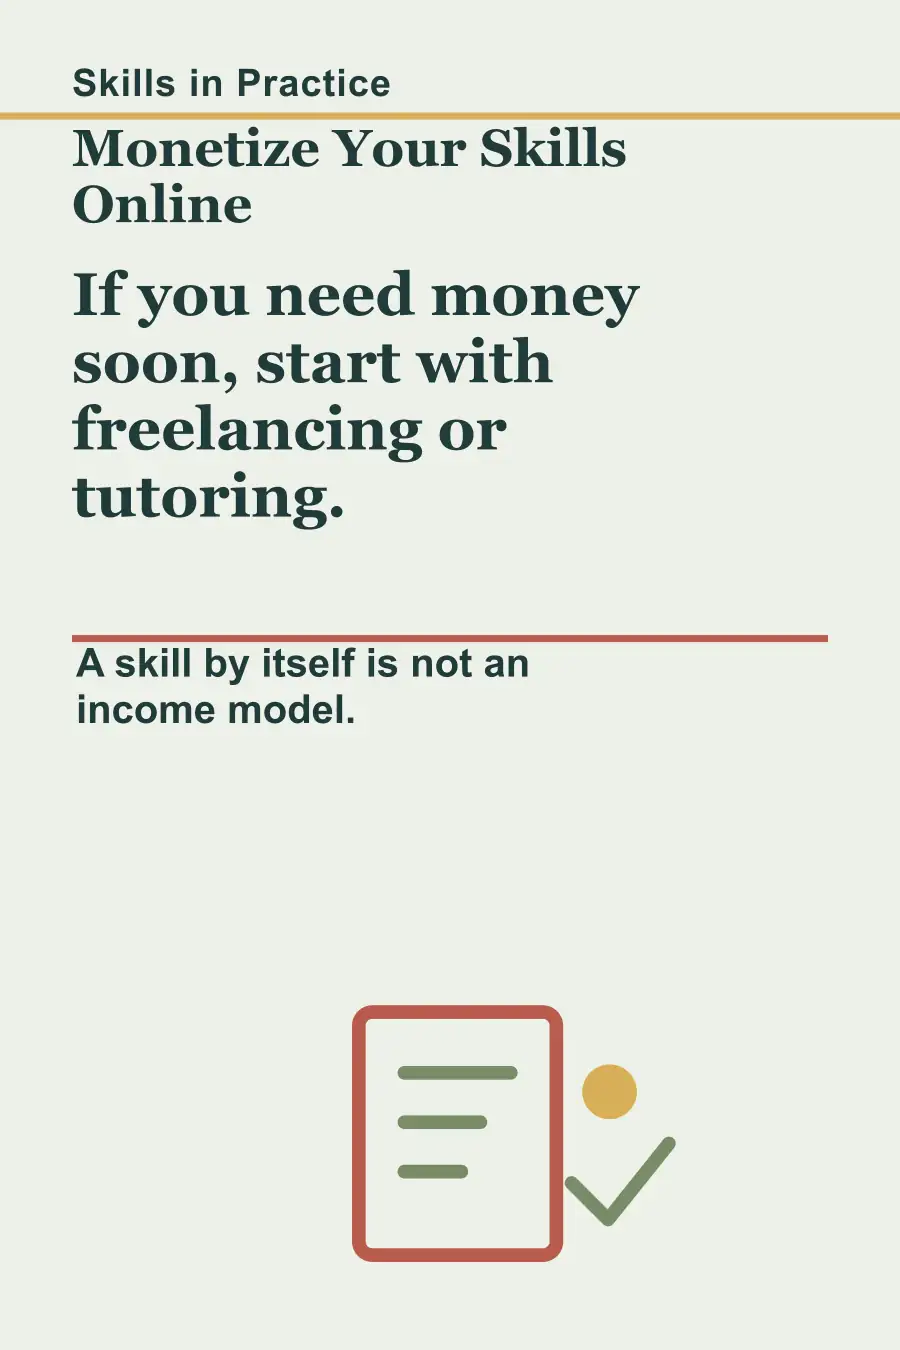 Skills in Practice
Monetize Your Skills
Online
If you need money
soon, start with
freelancing or
tutoring.
A skill by itself is not an
income model.